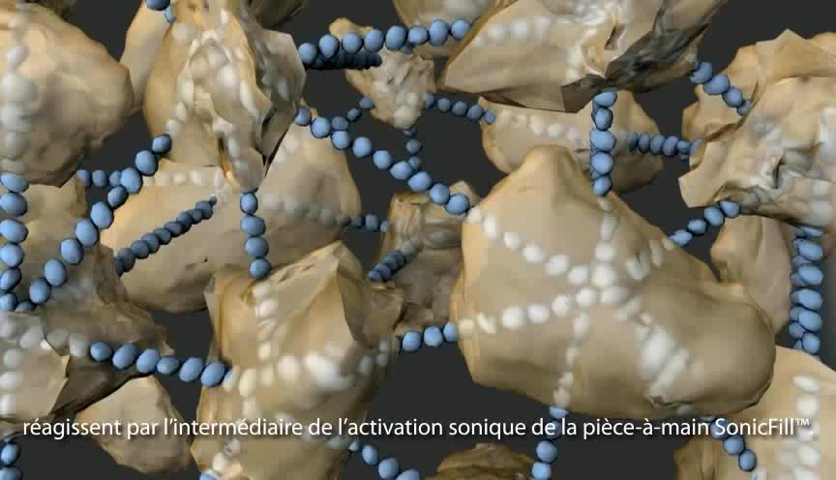 réagissent par l'intermédiaire de l'activation sonique de la pièce-à-main SonicFill™.